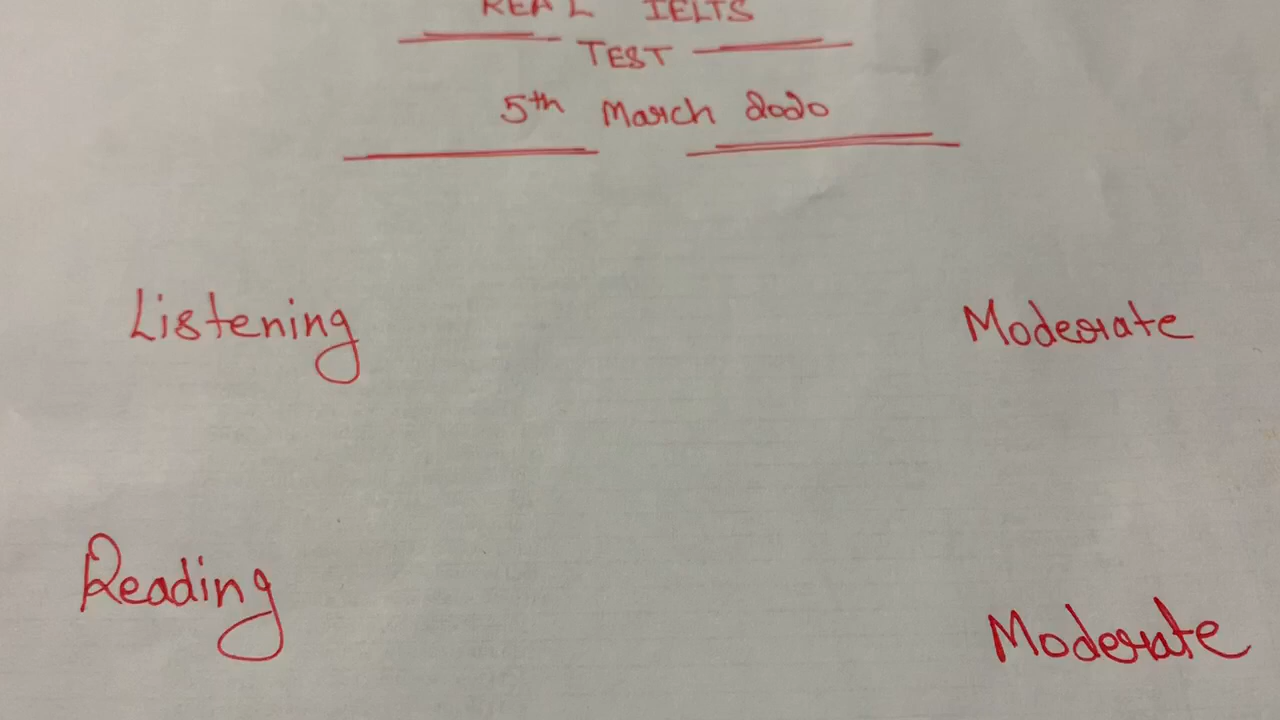 REAL IELTS
TEST
5th March 2020
Listening Moderate
Reading Moderate